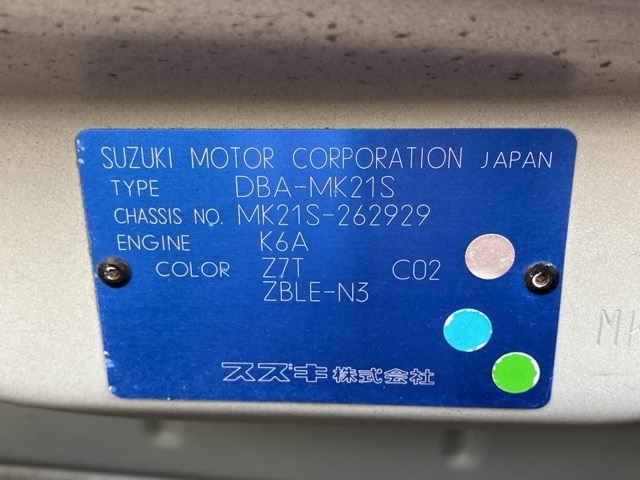 SUZUKI MOTOR CORPORATION JAPAN
TYPE DBA-MK21S
CHASSIS NO. MK21S-262929
ENGINE K6A
COLOR Z7T C02
ZBLE-N3
スズキ株式会社